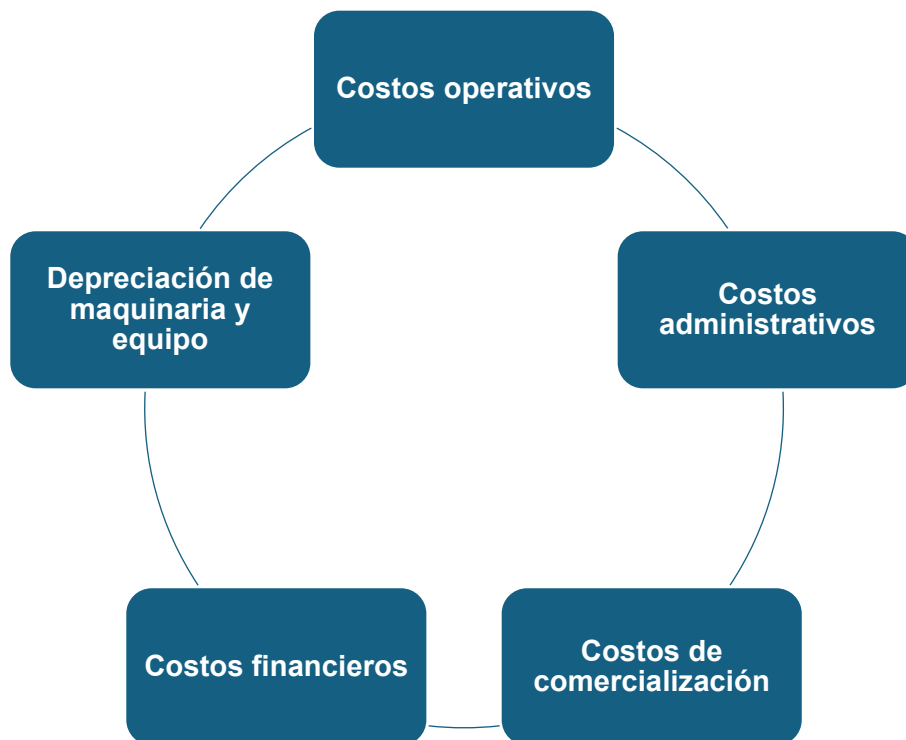 Costos operativos
Costos
administrativos
Costos de
comercialización
Costos financieros
Depreciación de
maquinaria y
equipo